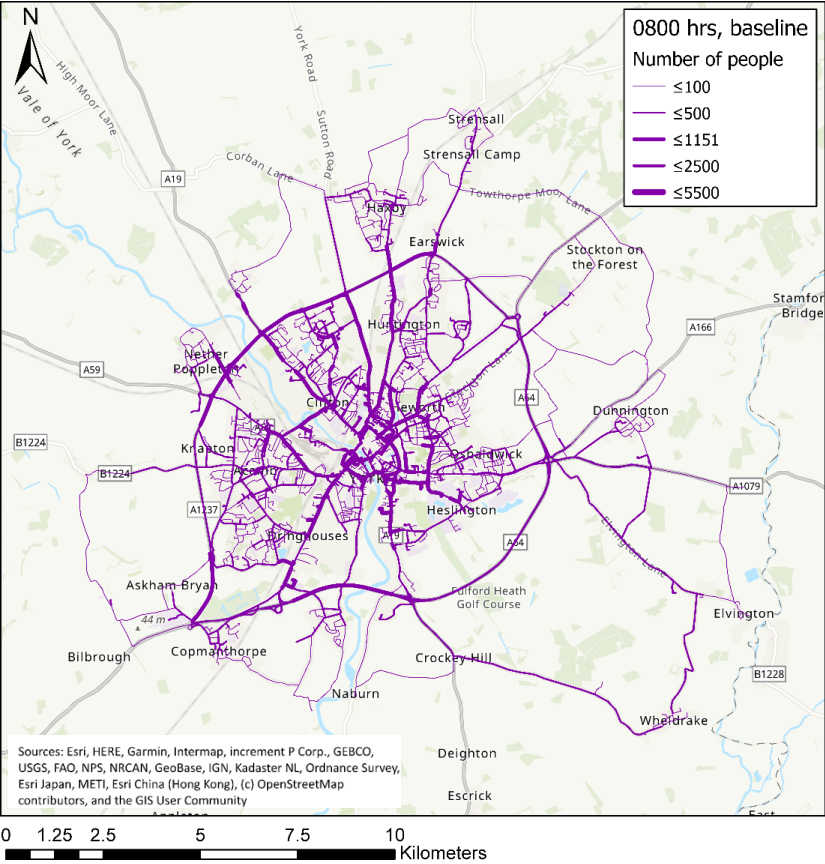 N
0800 hrs, baseline
Number of people
≤100
≤500
≤1151
≤2500
≤5500
York Road
High Moor Lane
Vale of York
Sutton Road
Strensall
Corban Lane
Strensall Camp
A19
Towthorpe Moor Lane
Haxby
Earswick
Stockton on
the Forest
Stamford
Bridge
Huntington
A166
Nether
Poppleton
A59
A64
Clifton
Heworth
Dunnington
B1224
Knapton
Osbaldwick
Acomb
B1224
A1079
A1237
Heslington
Dringhouses
A19
A64
Elvington Lane
Askham Bryan
Fulford Heath
Golf Course
44 m
Elvington
Bilbrough
Copmanthorpe
Crockey Hill
B1228
Naburn
Wheldrake
Sources: Esri, HERE, Garmin, Intermap, increment P Corp., GEBCO,
USGS, FAO, NPS, NRCAN, GeoBase, IGN, Kadaster NL, Ordnance Survey,
Esri Japan, METI, Esri China (Hong Kong), (c) OpenStreetMap
contributors, and the GIS User Community
Deighton
Escrick
East
0 1.25 2.5 5 7.5 10
Kilometers